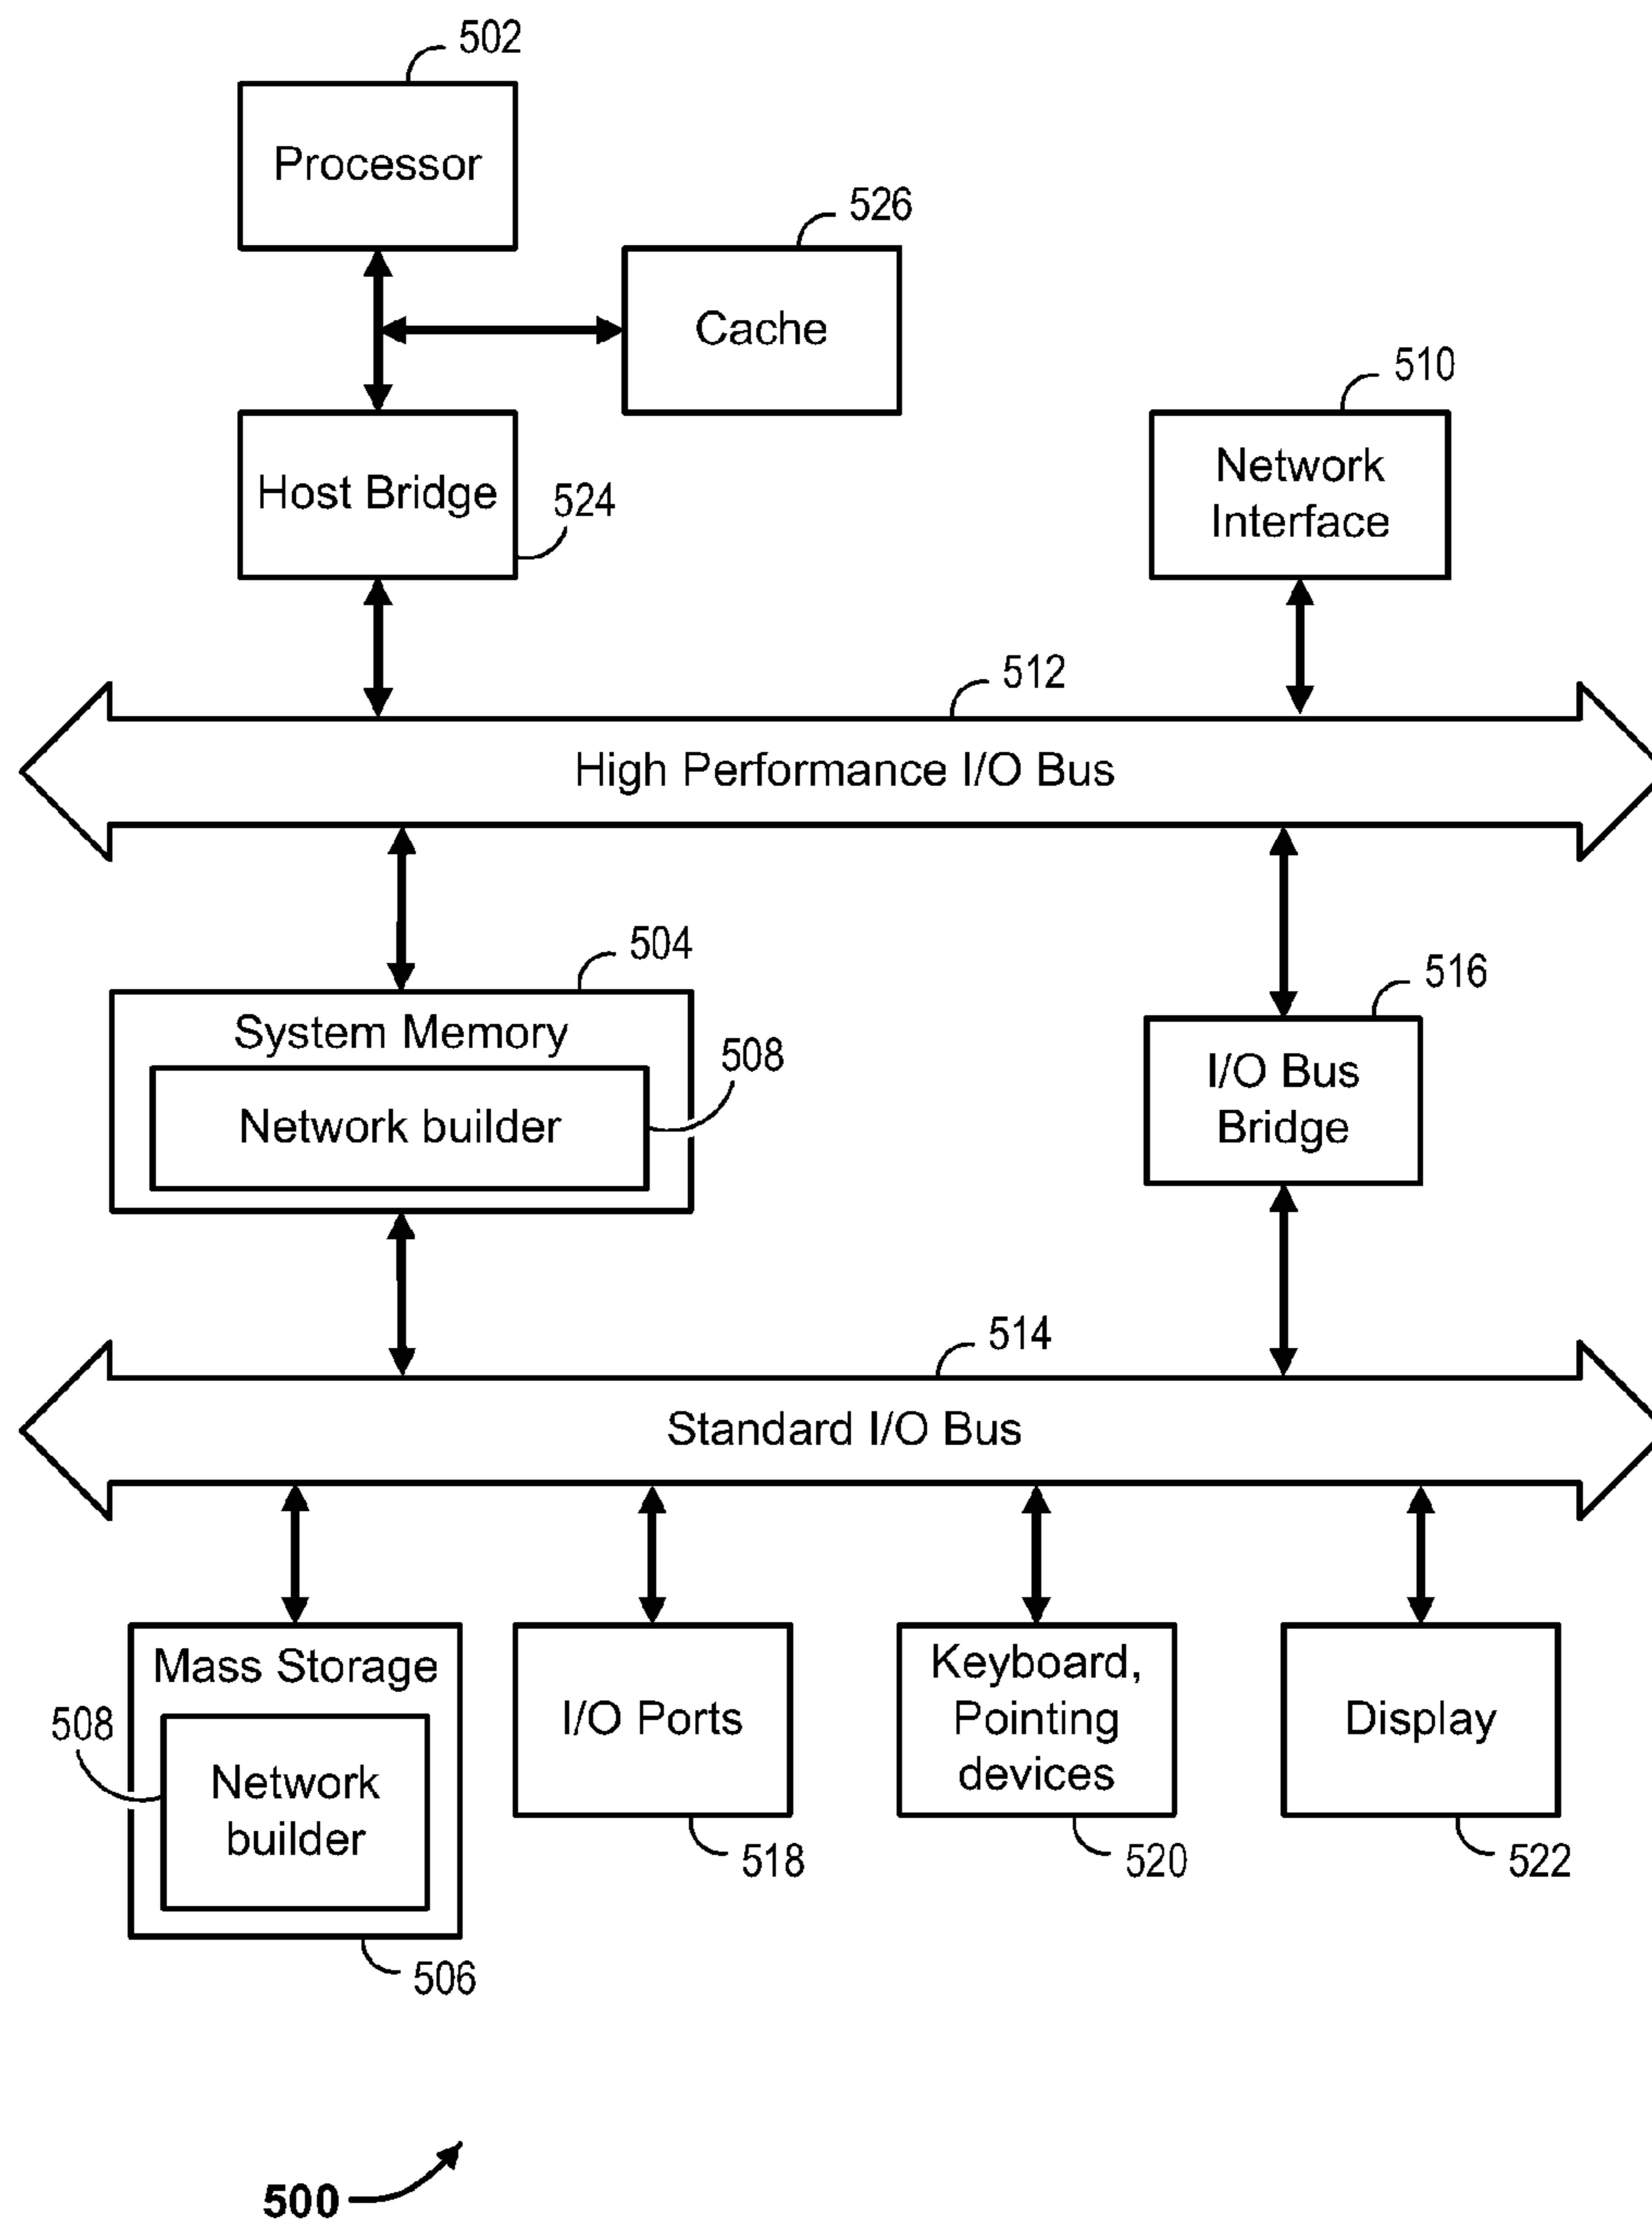 502
Processor
526
Cache
510
Network
Interface
Host Bridge
524
512
High Performance I/O Bus
504
System Memory
508
Network builder
516
I/O Bus
Bridge
514
Standard I/O Bus
Mass Storage
508
Network
builder
506
I/O Ports
518
Keyboard,
Pointing
devices
520
Display
522
500